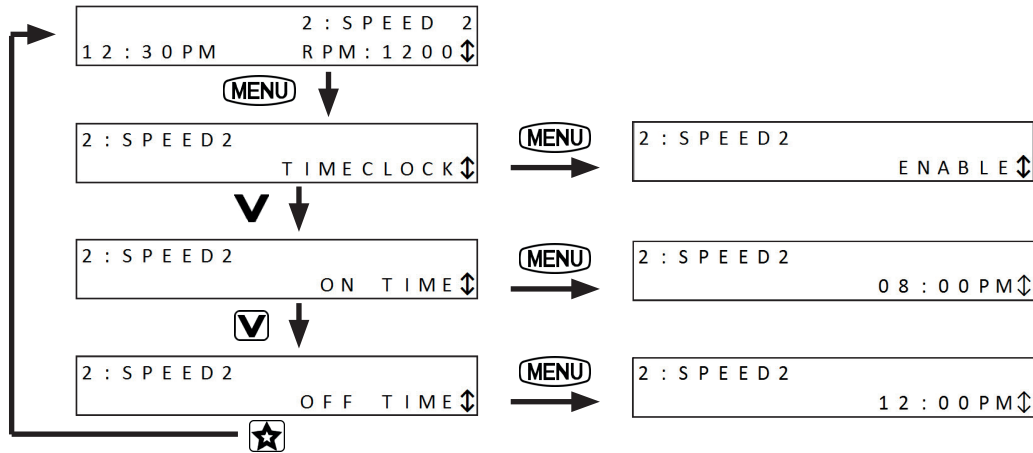 2:SPEED 2
12:30PM RPM:1200↕
MENU
2:SPEED2
TIMECLOCK↕
MENU
2:SPEED2
ENABLE↕
V
2:SPEED2
ON TIME↕
MENU
2:SPEED2
08:00PM↕
V
2:SPEED2
OFF TIME↕
MENU
2:SPEED2
12:00PM↕